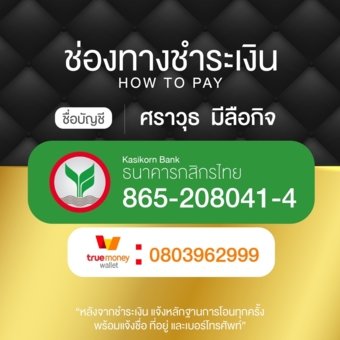 ช่องทางชำระเงิน
HOW TO PAY
ชื่อบัญชี ศราวุธ มีลือกิจ
Kasikorn Bank
ธนาคารกสิกรไทย
865-208041-4
truemoney wallet : 0803962999
“หลังจากชำระเงิน แจ้งหลักฐานการโอนทุกครั้ง
พร้อมแจ้งชื่อ ที่อยู่ และเบอร์โทรศัพท์”